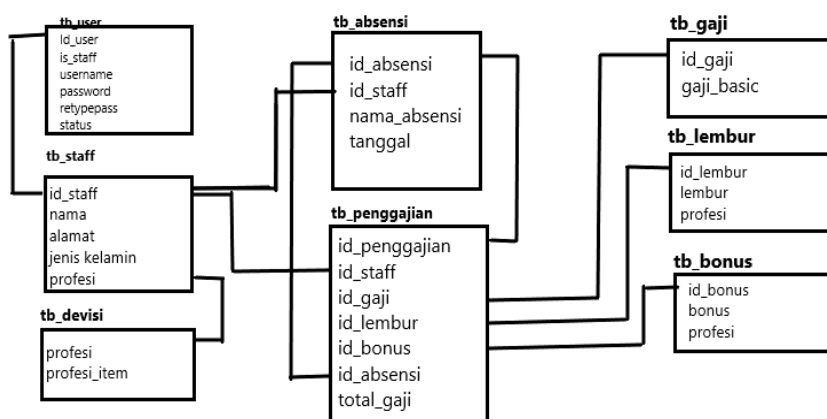 tb_user
Id_user
is_staff
username
password
retypepass
status
tb_staff
id_staff
nama
alamat
jenis kelamin
profesi
tb_devisi
profesi
profesi_item
tb_absensi
id_absensi
id_staff
nama_absensi
tanggal
tb_penggajian
id_penggajian
id_staff
id_gaji
id_lembur
id_bonus
id_absensi
total_gaji
tb_gaji
id_gaji
gaji_basic
tb_lembur
id_lembur
lembur
profesi
tb_bonus
id_bonus
bonus
profesi